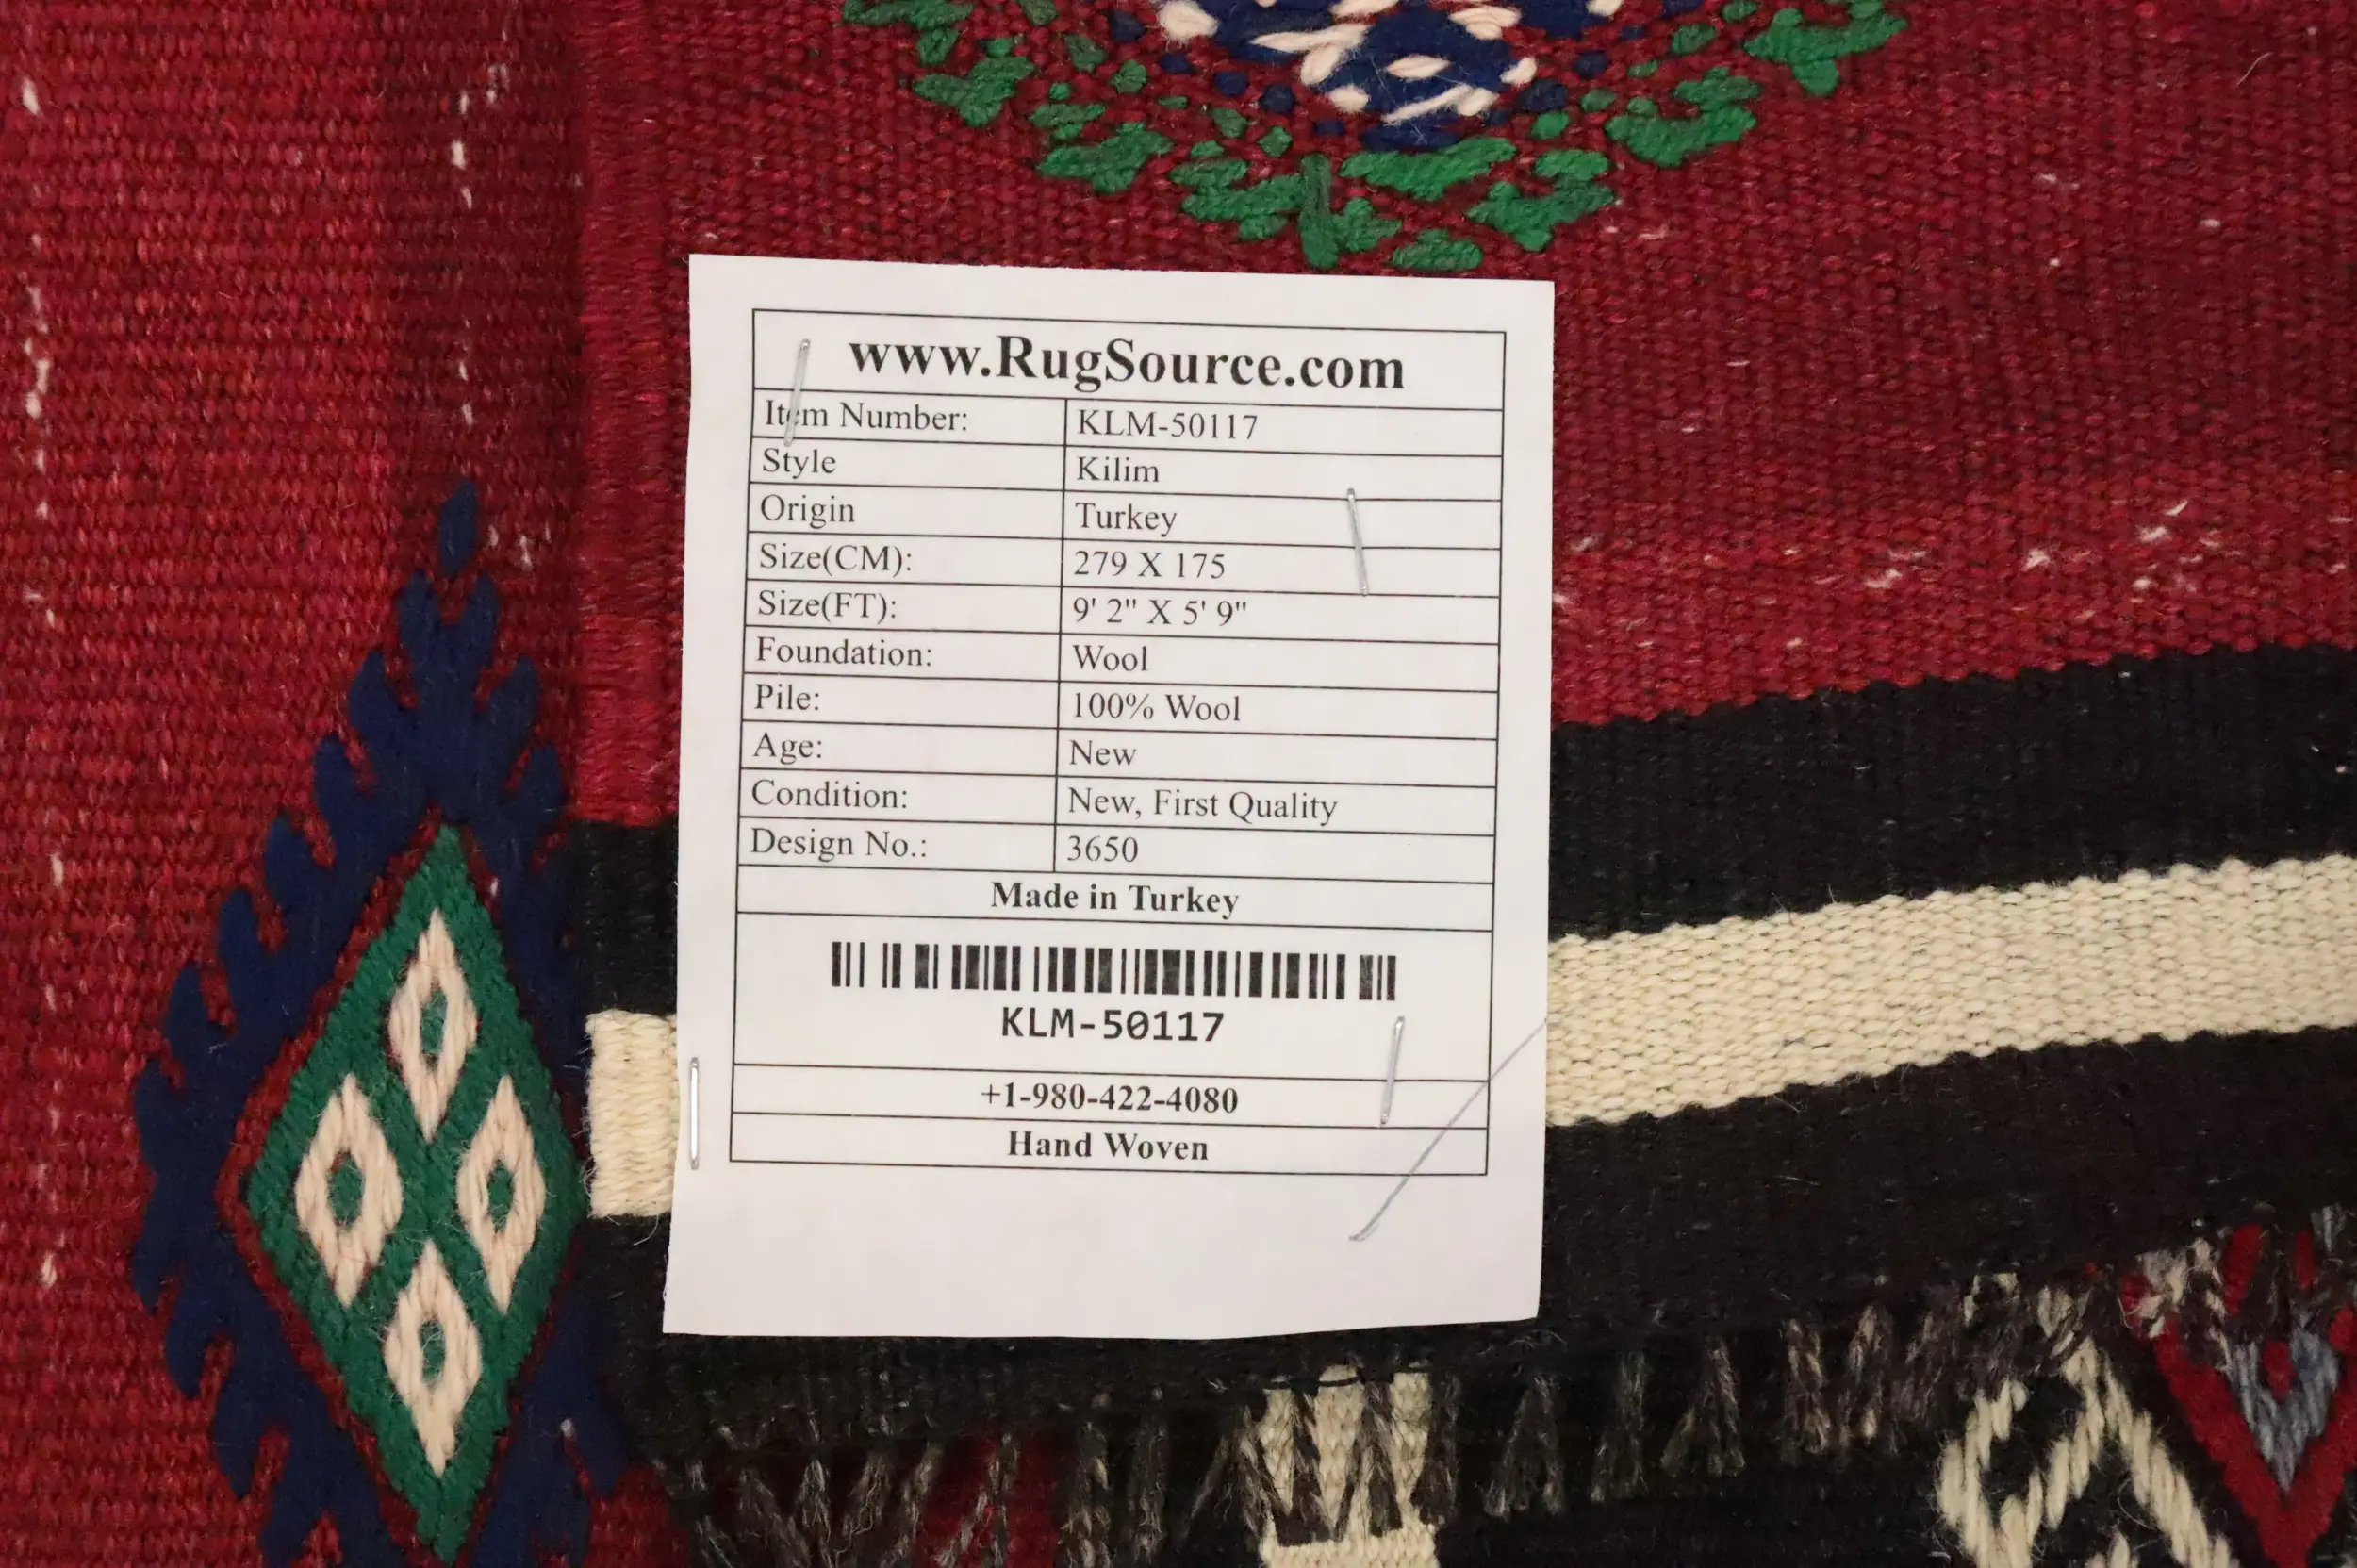 www.RugSource.com
Item Number: KLM-50117
Style Kilim
Origin Turkey
Size(CM): 279 X 175
Size(FT): 9' 2" X 5' 9"
Foundation: Wool
Pile: 100% Wool
Age: New
Condition: New, First Quality
Design No.: 3650
Made in Turkey
KLM-50117
+1-980-422-4080
Hand Woven